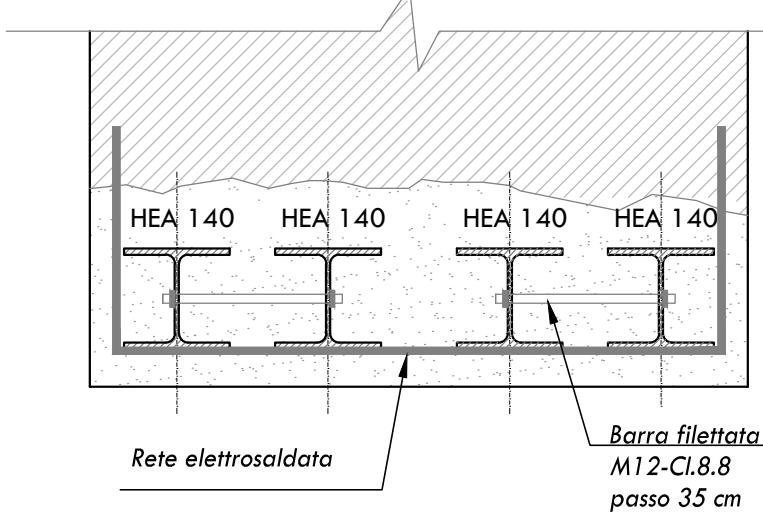 HEA 140 HEA 140 HEA 140 HEA 140
Rete elettrosaldata
Barra filettata
M12-Cl.8.8
passo 35 cm